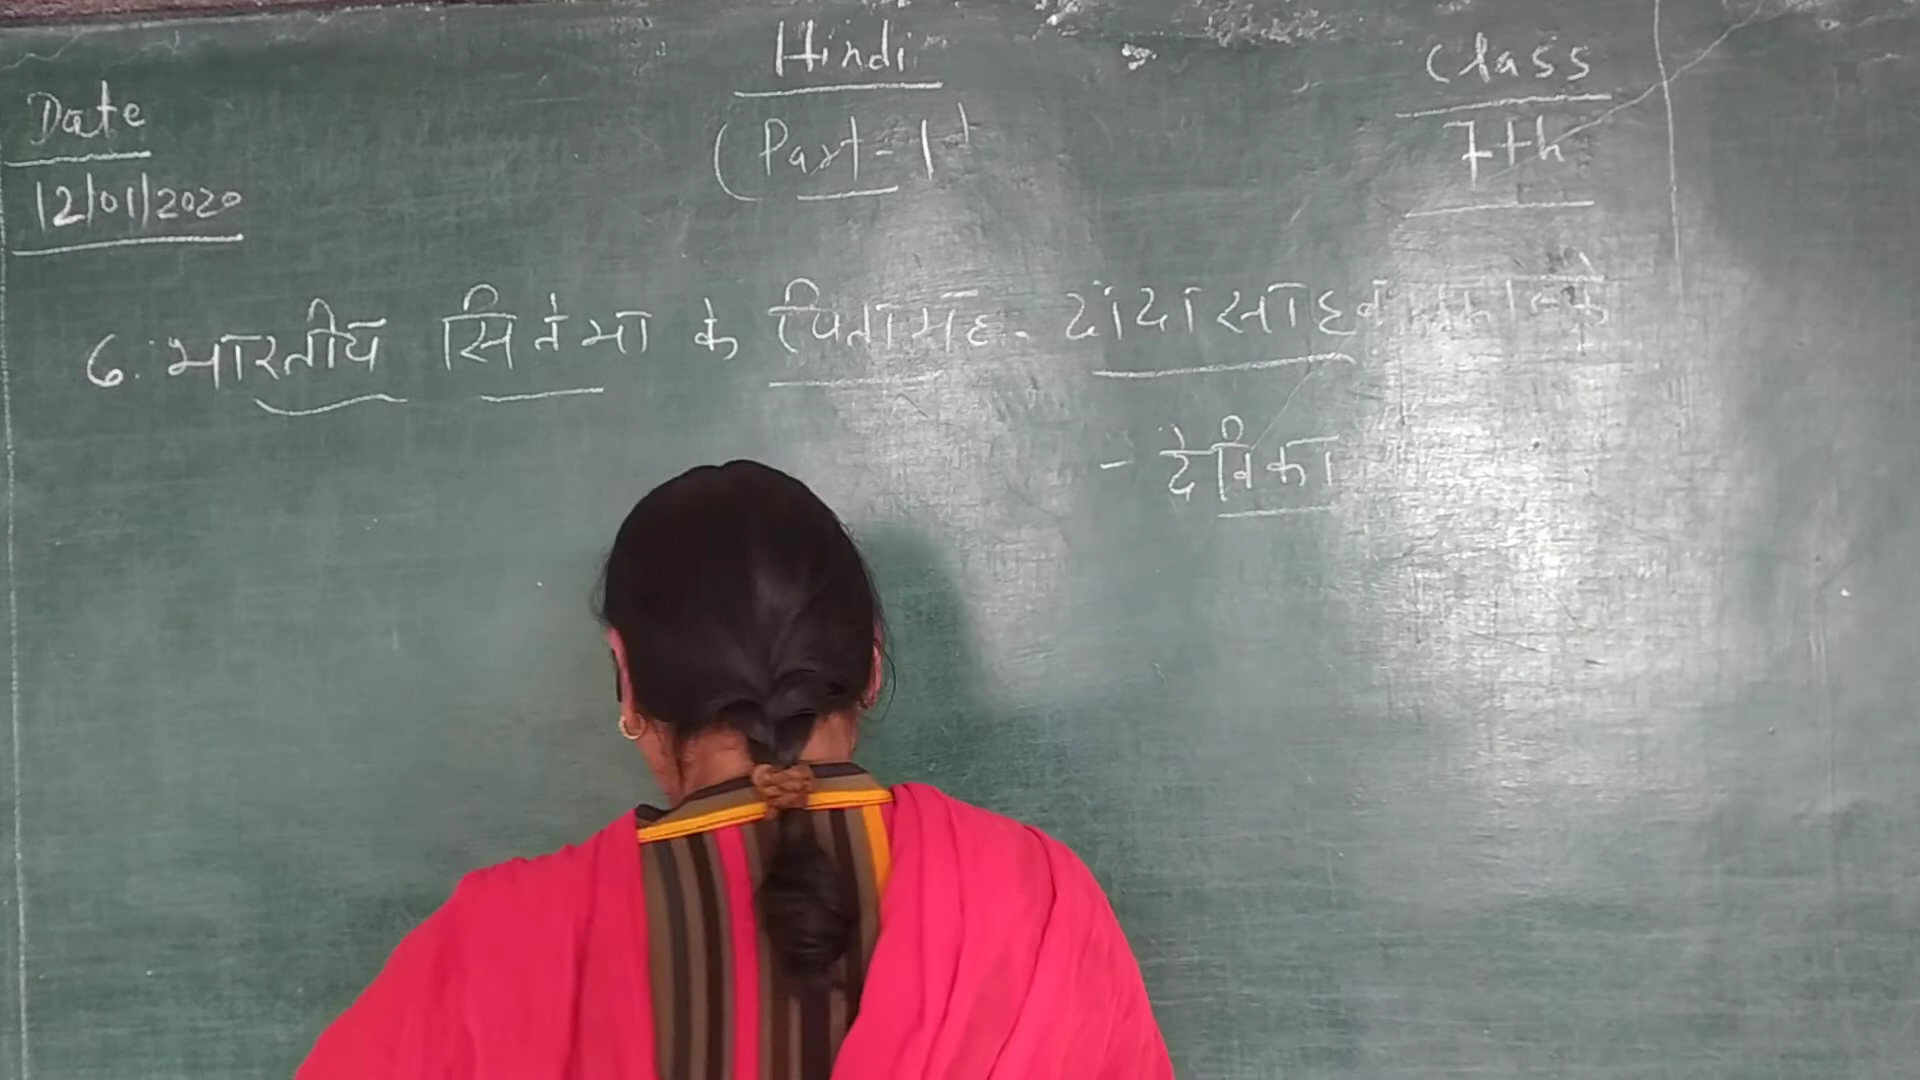 Hindi
Class
Date
(Part-1)
7th
12/01/2020
6. भारतीय सिनेमा के पितामह- दादा साहब फाल्के
- देविका